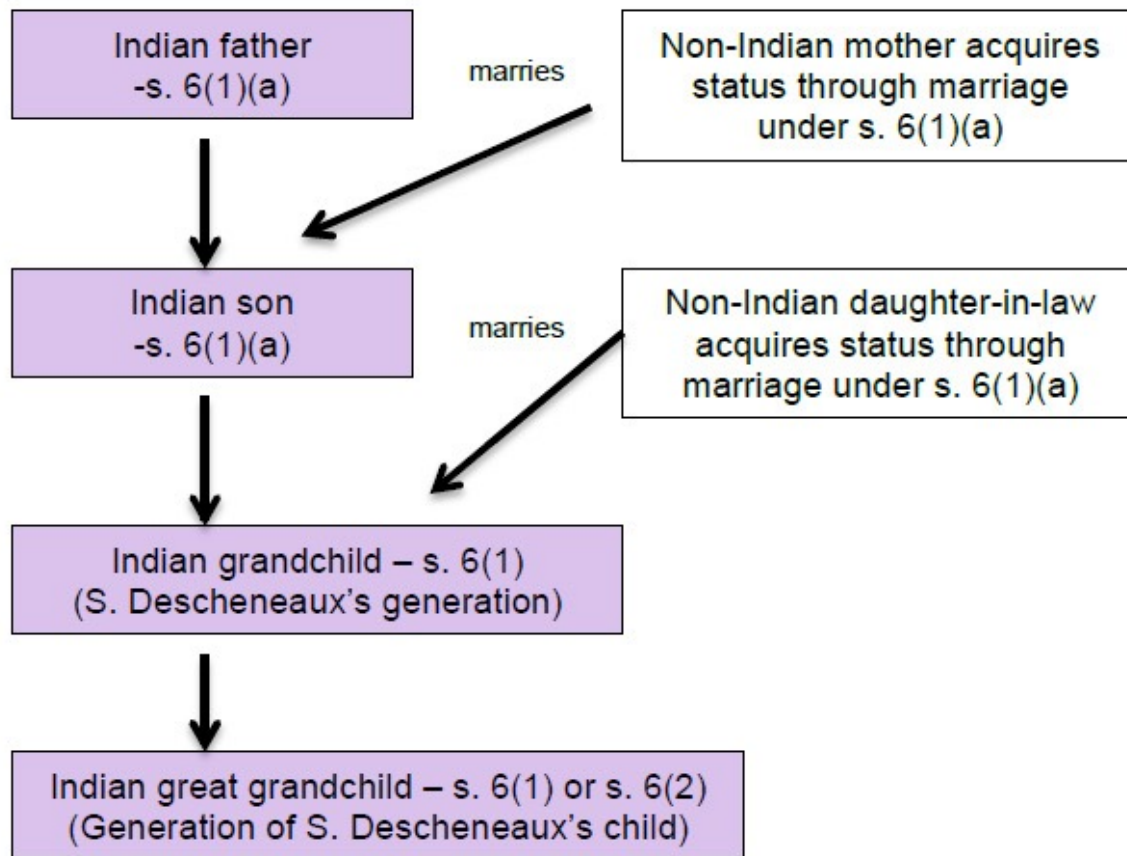 Indian father
-s. 6(1)(a)
marries
Non-Indian mother acquires
status through marriage
under s. 6(1)(a)
Indian son
-s. 6(1)(a)
marries
Non-Indian daughter-in-law
acquires status through
marriage under s. 6(1)(a)
Indian grandchild – s. 6(1)
(S. Descheneaux’s generation)
Indian great grandchild – s. 6(1) or s. 6(2)
(Generation of S. Descheneaux’s child)